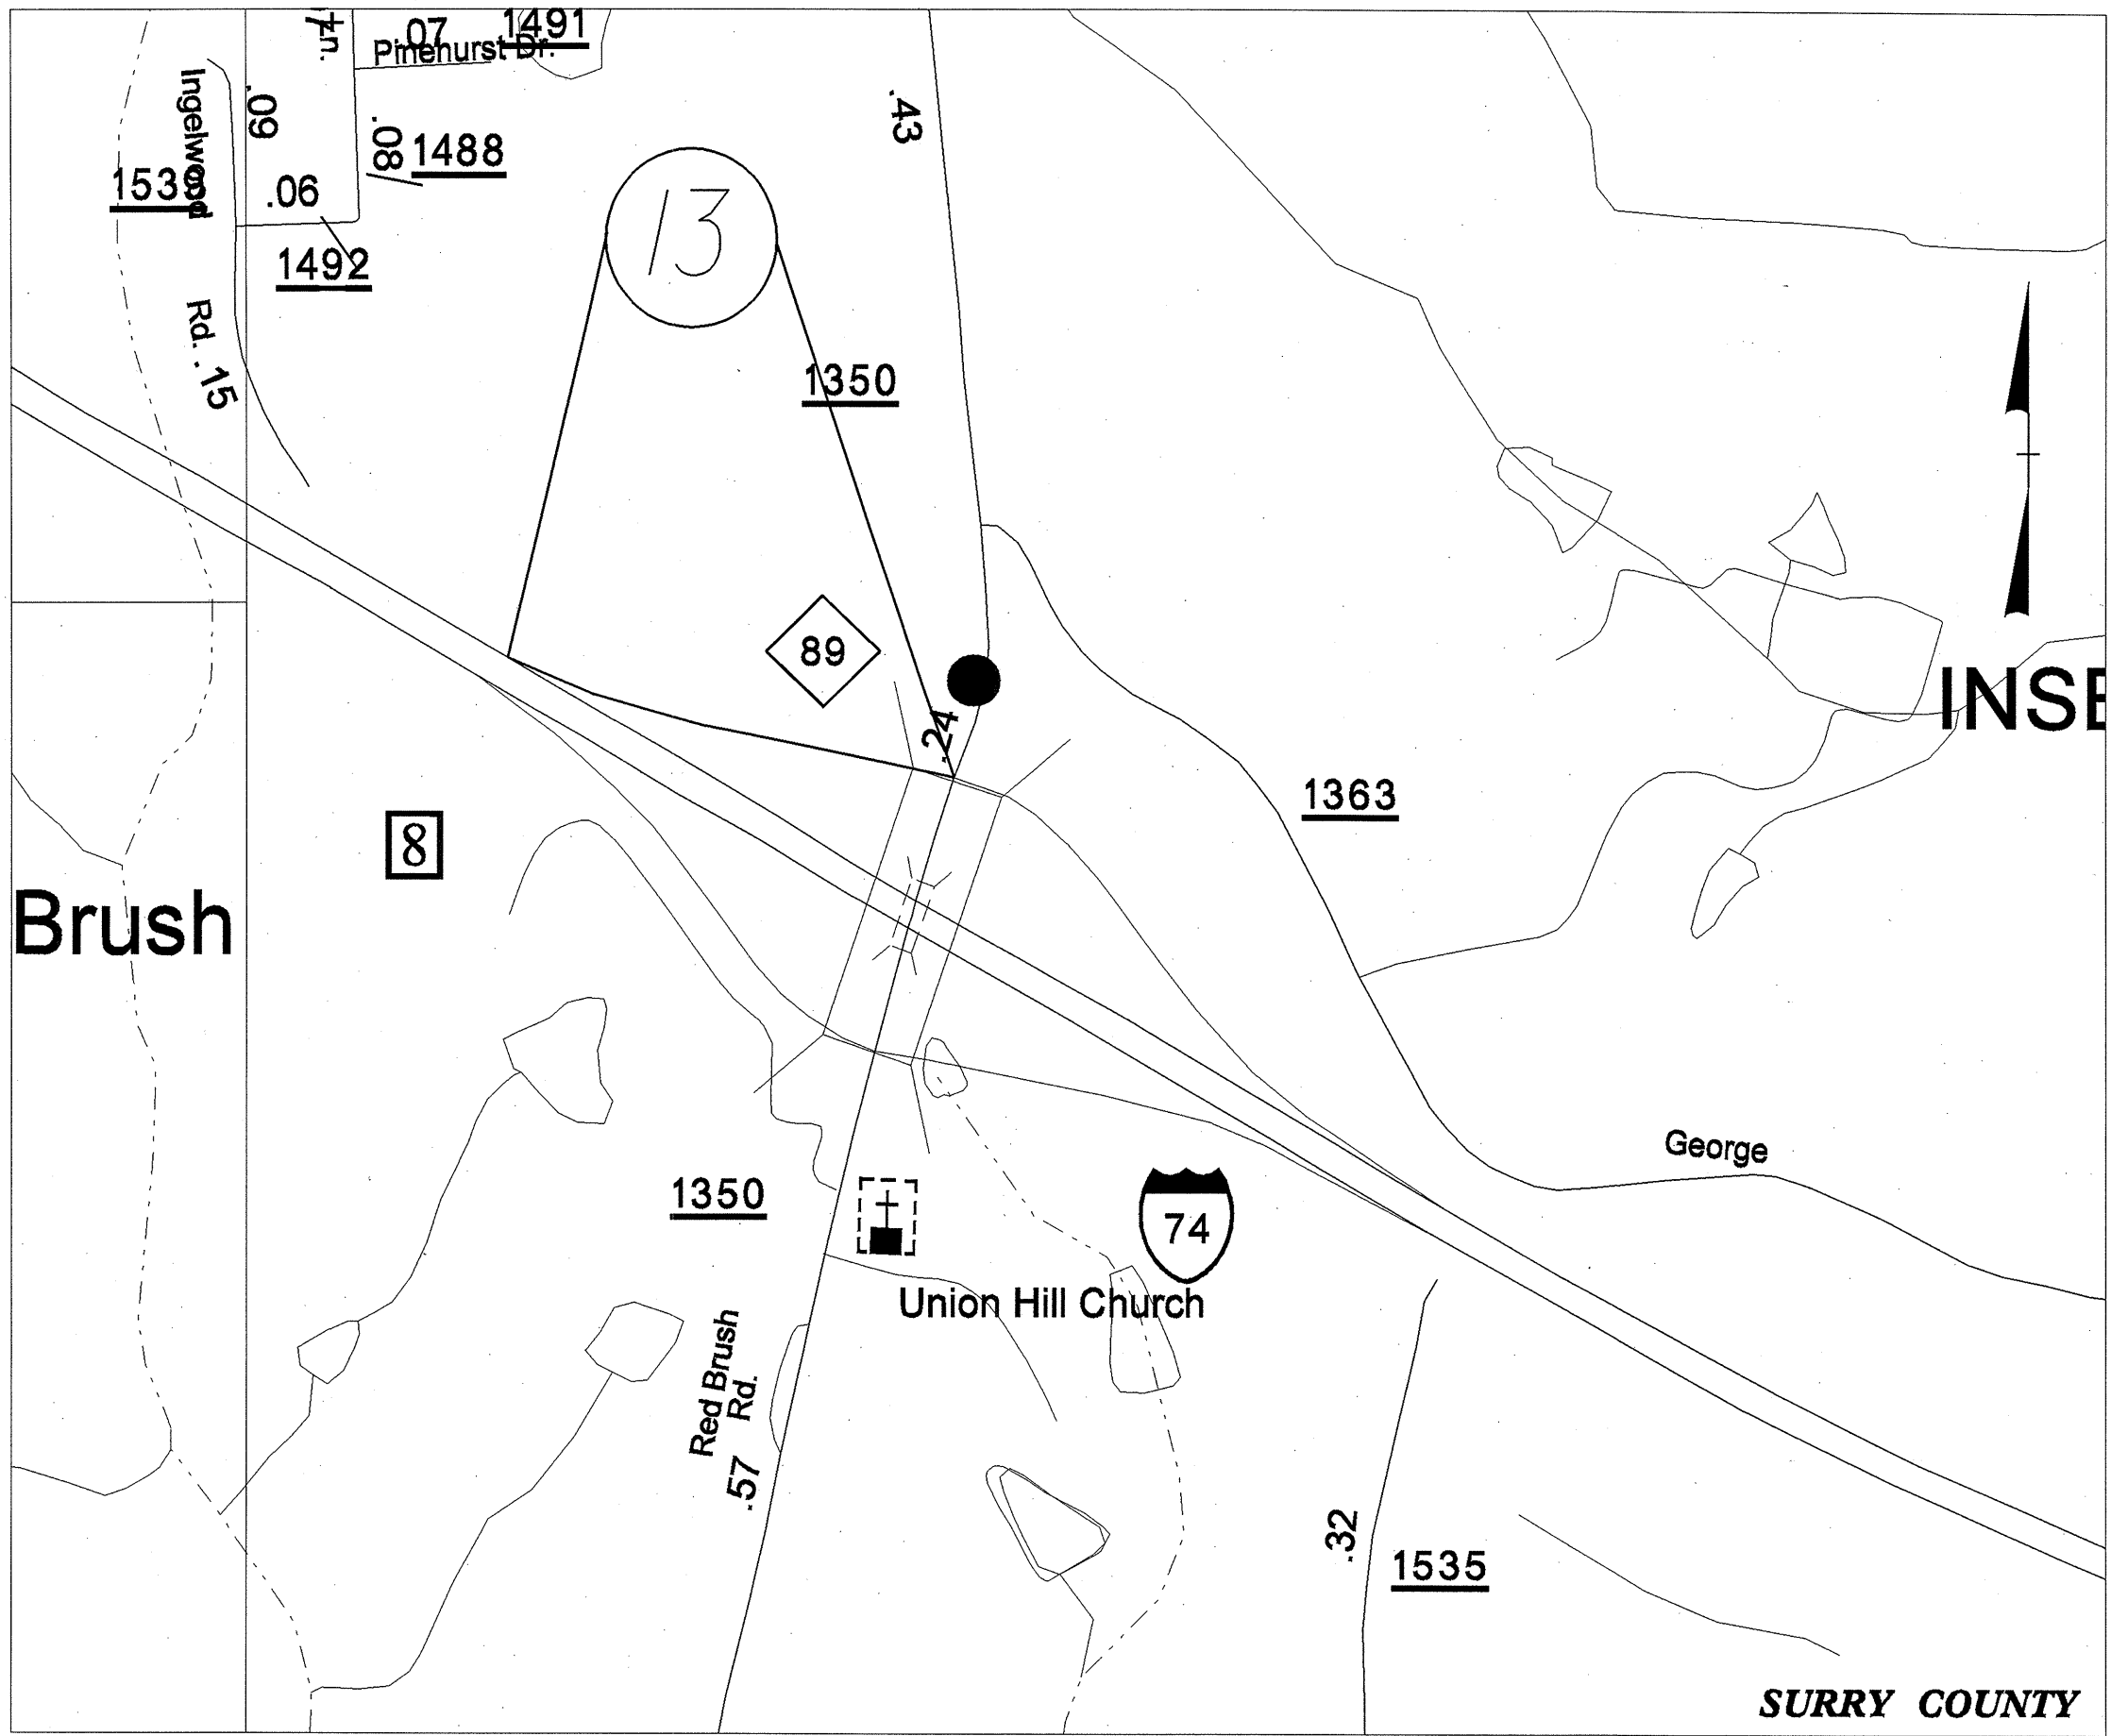 .07
1491
Pinehurst Dr.
Ingelwood
.09
.43
.08
1488
1539
.06
13
1492
Rd.
.15
1350
89
.24
INSE
1363
8
Brush
George
1350
74
Union Hill Church
Red Brush
Rd.
.57
.32
1535
SURRY COUNTY